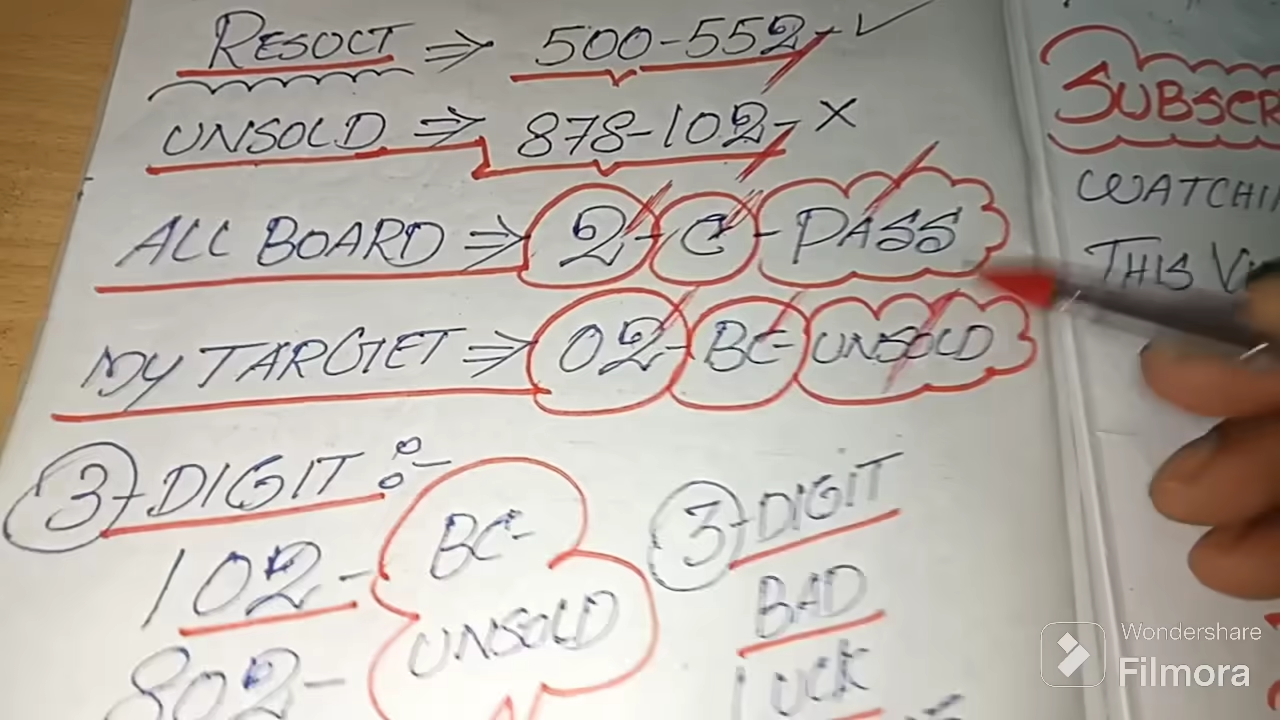 RESOCT ⇒ 500-552-✓
UNSOLD ⇒ 878-102-×
ALL BOARD ⇒ 2-C-PASS
MY TARGET ⇒ 02-BC-UNSOLD
3-DIGIT:-
102-
802-
BC-
UNSOLD
3-DIGIT
BAD
LUCK
SUBSCR
WATCHI
THIS V
Wondershare
Filmora